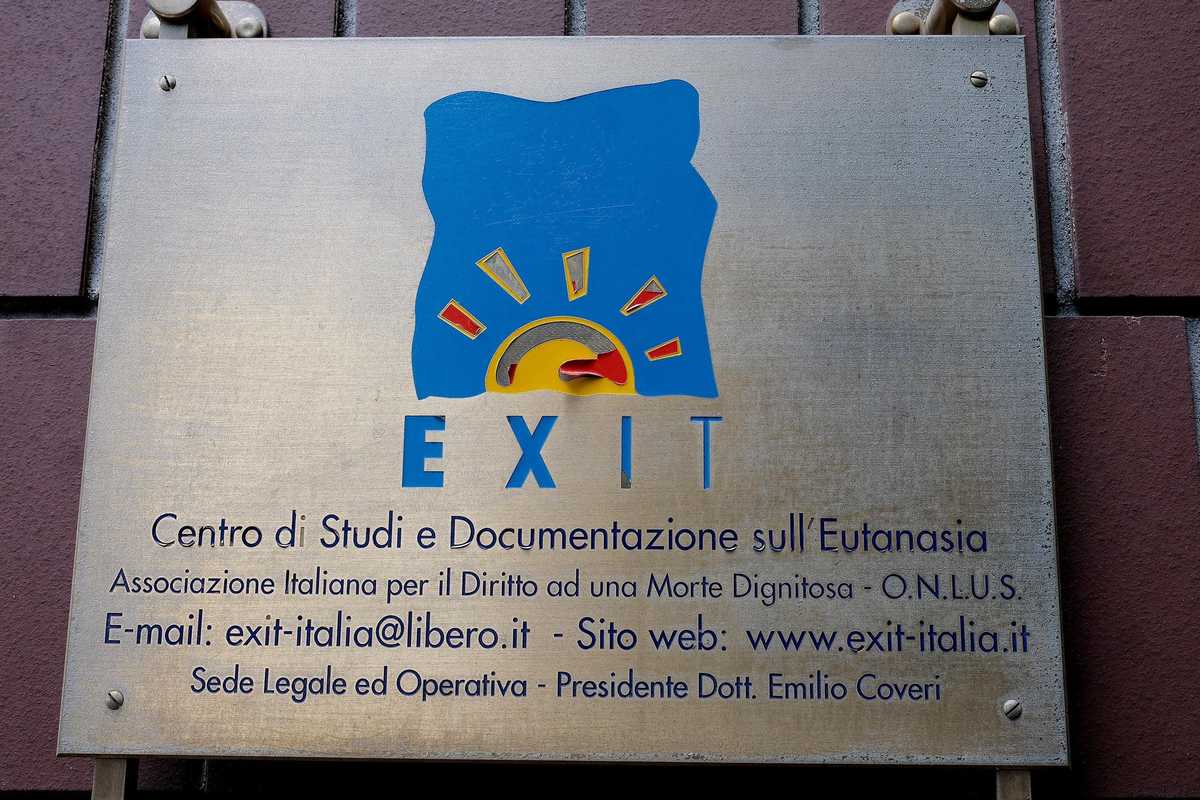 EXIT
Centro di Studi e Documentazione sull'Eutanasia
Associazione Italiana per il Diritto ad una Morte Dignitosa - O.N.L.U.S.
E-mail: exit-italia@libero.it - Sito web: www.exit-italia.it
Sede Legale ed Operativa - Presidente Dott. Emilio Coveri